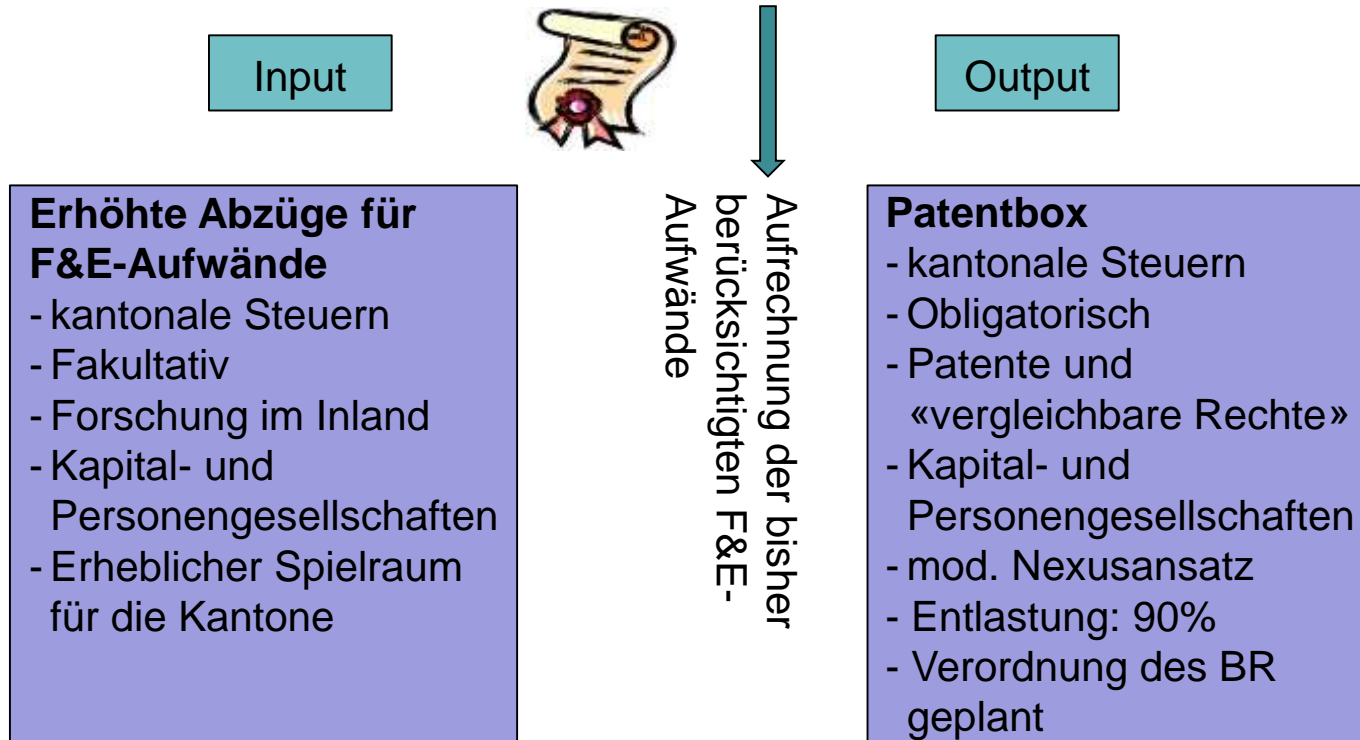 Input
Output
Erhöhte Abzüge für
F&E-Aufwände
- kantonale Steuern
- Fakultativ
- Forschung im Inland
- Kapital- und
Personengesellschaften
- Erheblicher Spielraum
für die Kantone
Aufrechnung der bisher
berücksichtigten F&E-
Aufwände
Patentbox
- kantonale Steuern
- Obligatorisch
- Patente und
«vergleichbare Rechte»
- Kapital- und
Personengesellschaften
- mod. Nexusansatz
- Entlastung: 90%
- Verordnung des BR
geplant